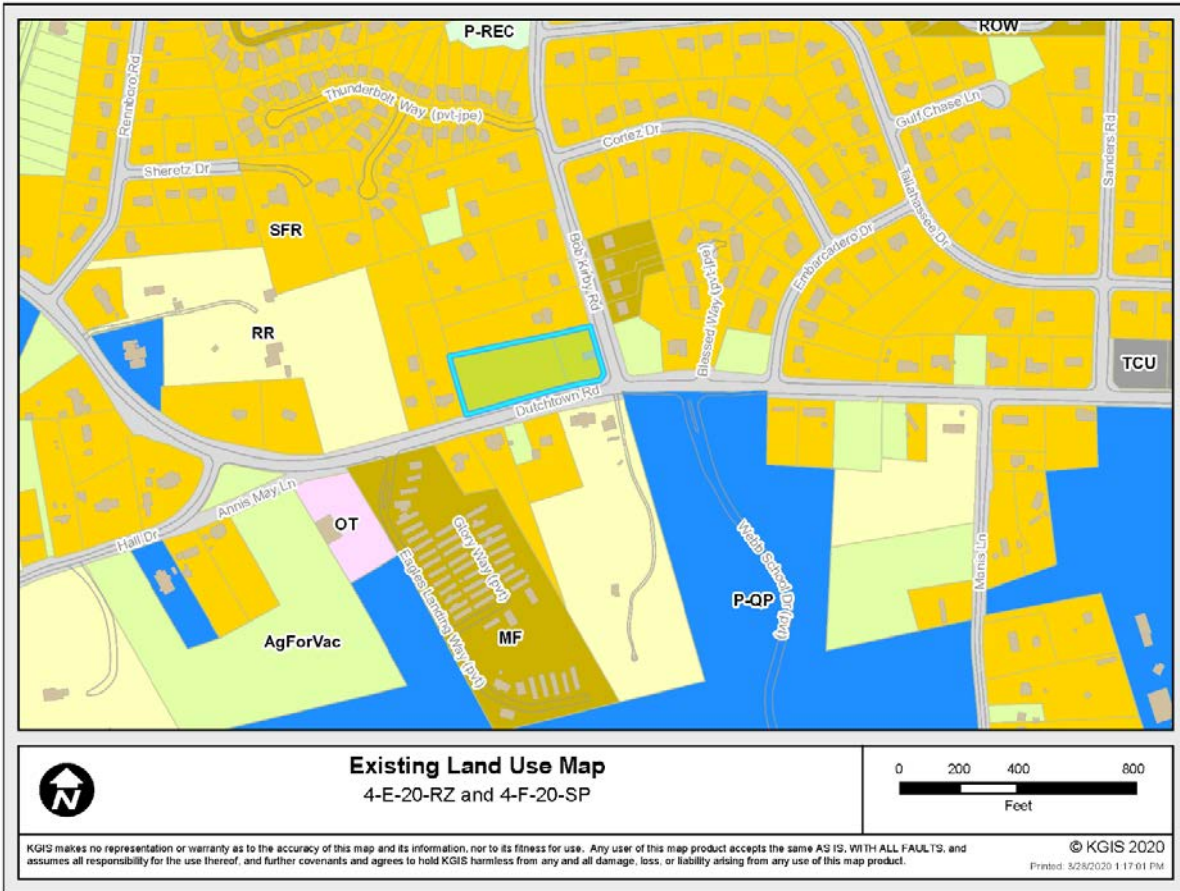 P-REC
ROW
Rennboro Rd
Thunderbolt Way (pvt-jpe)
Gulf Chase Ln
Cortez Dr
Sanders Rd
Sheretz Dr
Tallahassee Dr
SFR
Bob Kirby Rd
Embarcadero Dr
Blessed Way (pvt-jpe)
RR
TCU
Dutchtown Rd
Annis May Ln
OT
Hall Dr
Glory Way (pvt)
Eagles Landing Way (pvt)
Webb School Dr (pvt)
Manis Ln
P-QP
MF
AgForVac
N
Existing Land Use Map
4-E-20-RZ and 4-F-20-SP
0 200 400 800
Feet
KGIS makes no representation or warranty as to the accuracy of this map and its information, nor to its fitness for use. Any user of this map product accepts the same AS IS, WITH ALL FAULTS, and
assumes all responsibility for the use thereof, and further covenants and agrees to hold KGIS harmless from any and all damage, loss, or liability arising from any use of this map product.
© KGIS 2020
Printed: 3/28/2020 1:17:01 PM